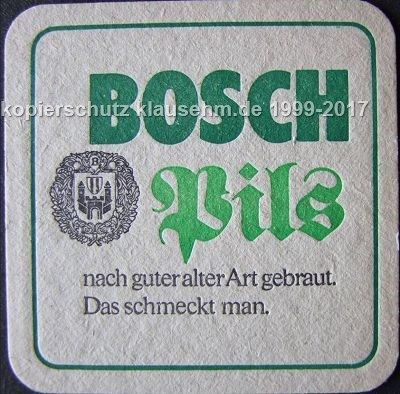 BOSCH
kopierschutz klausehm.de 1999-2017
Pils
B
nach guter alter Art gebraut.
Das schmeckt man.